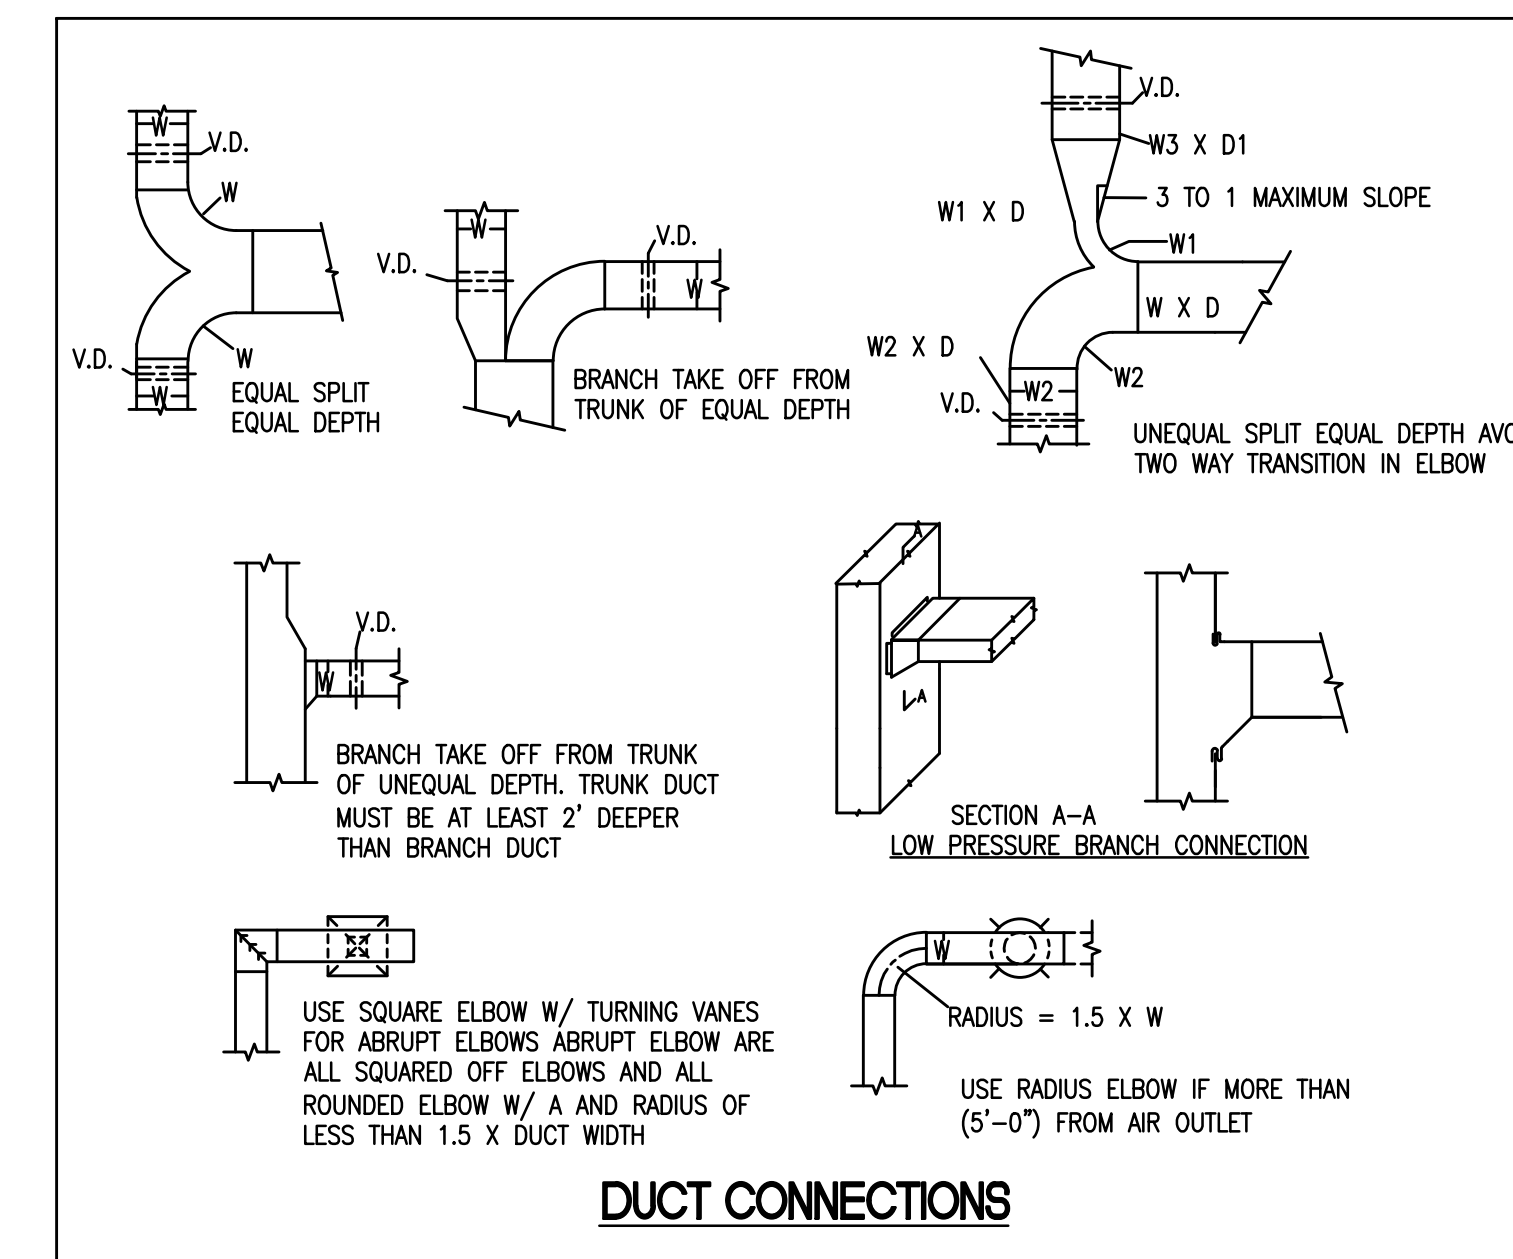 W
V.D.
W
V.D.
W
W
EQUAL SPLIT
EQUAL DEPTH
W
V.D.
V.D.
W
BRANCH TAKE OFF FROM
TRUNK OF EQUAL DEPTH
V.D.
W3 X D1
3 TO 1 MAXIMUM SLOPE
W1 X D
W1
W X D
W2 X D
W2
W2
V.D.
UNEQUAL SPLIT EQUAL DEPTH
TWO WAY TRANSITION IN ELBOW
V.D.
W
BRANCH TAKE OFF FROM TRUNK
OF UNEQUAL DEPTH. TRUNK DUCT
MUST BE AT LEAST 2' DEEPER
THAN BRANCH DUCT
A
A
SECTION A-A
LOW PRESSURE BRANCH CONNECTION
USE SQUARE ELBOW W/ TURNING VANES
FOR ABRUPT ELBOWS ABRUPT ELBOW ARE
ALL SQUARED OFF ELBOWS AND ALL
ROUNDED ELBOW W/ A AND RADIUS OF
LESS THAN 1.5 X DUCT WIDTH
W
RADIUS = 1.5 X W
USE RADIUS ELBOW IF MORE THAN
(5'-0") FROM AIR OUTLET
DUCT CONNECTIONS